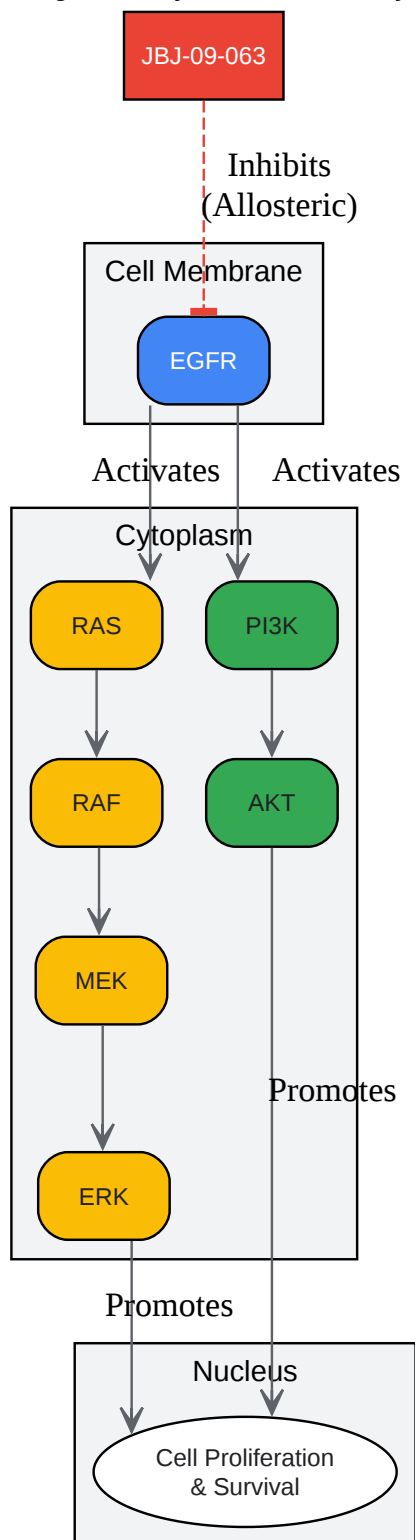 JBJ-09-063
Inhibits
(Allosteric)
Cell Membrane
EGFR
Activates
Activates
Cytoplasm
RAS
PI3K
RAF
AKT
MEK
Promotes
ERK
Promotes
Nucleus
Cell Proliferation
& Survival